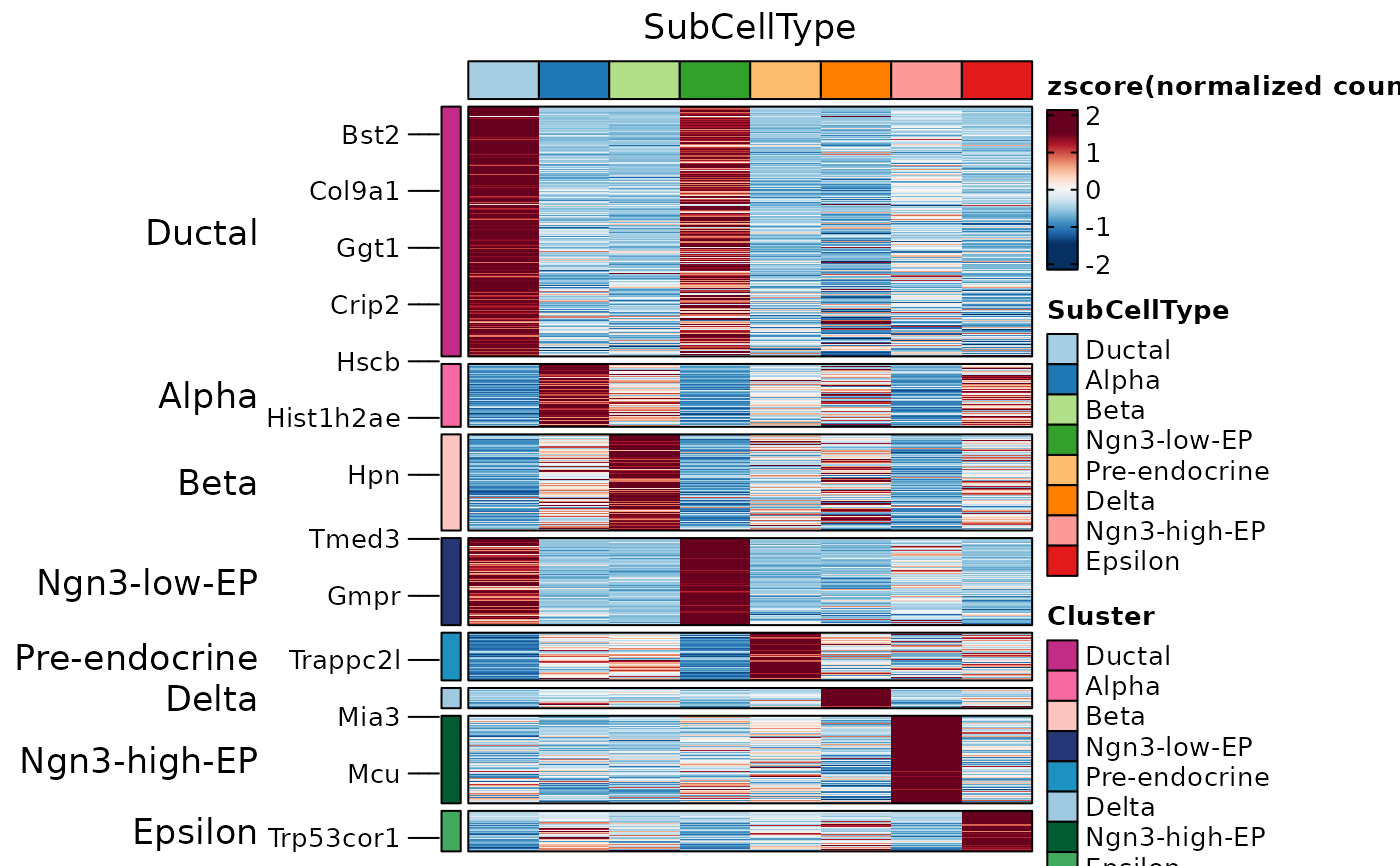 SubCellType
Bst2
Col9a1
Ductal
Ggt1
Crip2
Hscb
Alpha
Hist1h2ae
Hpn
Beta
Tmed3
Ngn3-low-EP
Gmpr
Pre-endocrine
Trappc2l
Delta
Mia3
Ngn3-high-EP
Mcu
Epsilon
Trp53cor1
zscore(normalized coun
2
1
0
-1
-2
SubCellType
Ductal
Alpha
Beta
Ngn3-low-EP
Pre-endocrine
Delta
Ngn3-high-EP
Epsilon
Cluster
Ductal
Alpha
Beta
Ngn3-low-EP
Pre-endocrine
Delta
Ngn3-high-EP
Epsilon